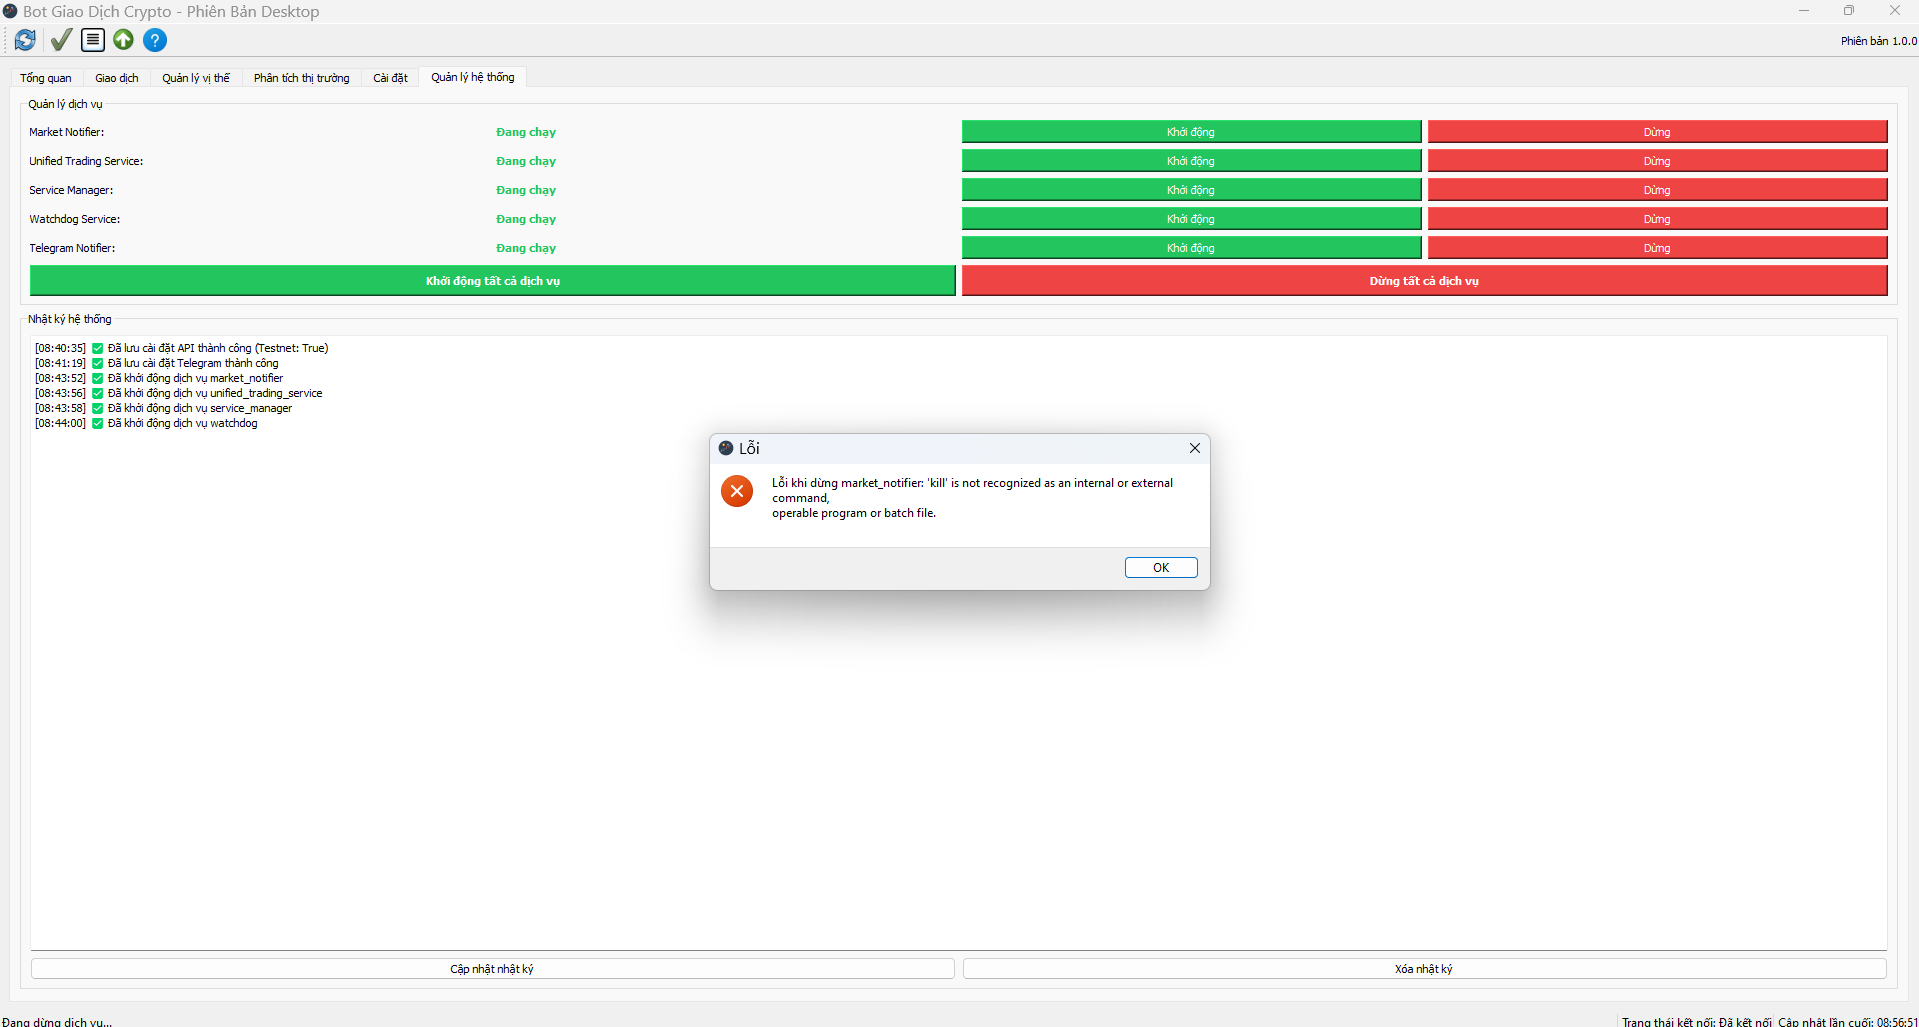 Bot Giao Dịch Crypto - Phiên Bản Desktop
Phiên bản 1.0.0
Tổng quan Giao dịch Quản lý vị thế Phân tích thị trường Cài đặt Quản lý hệ thống
Quản lý dịch vụ
Market Notifier: Đang chạy Khởi động Dừng
Unified Trading Service: Đang chạy Khởi động Dừng
Service Manager: Đang chạy Khởi động Dừng
Watchdog Service: Đang chạy Khởi động Dừng
Telegram Notifier: Đang chạy Khởi động Dừng
Khởi động tất cả dịch vụ Dừng tất cả dịch vụ
Nhật ký hệ thống
[08:40:35] ✅ Đã lưu cài đặt API thành công (Testnet: True)
[08:41:19] ✅ Đã lưu cài đặt Telegram thành công
[08:43:52] ✅ Đã khởi động dịch vụ market_notifier
[08:43:56] ✅ Đã khởi động dịch vụ unified_trading_service
[08:43:58] ✅ Đã khởi động dịch vụ service_manager
[08:44:00] ✅ Đã khởi động dịch vụ watchdog
Lỗi
Lỗi khi dừng market_notifier: 'kill' is not recognized as an internal or external
command,
operable program or batch file.
OK
Cập nhật nhật ký Xóa nhật ký
Đang dừng dịch vụ... Trạng thái kết nối: Đã kết nối Cập nhật lần cuối: 08:56:51